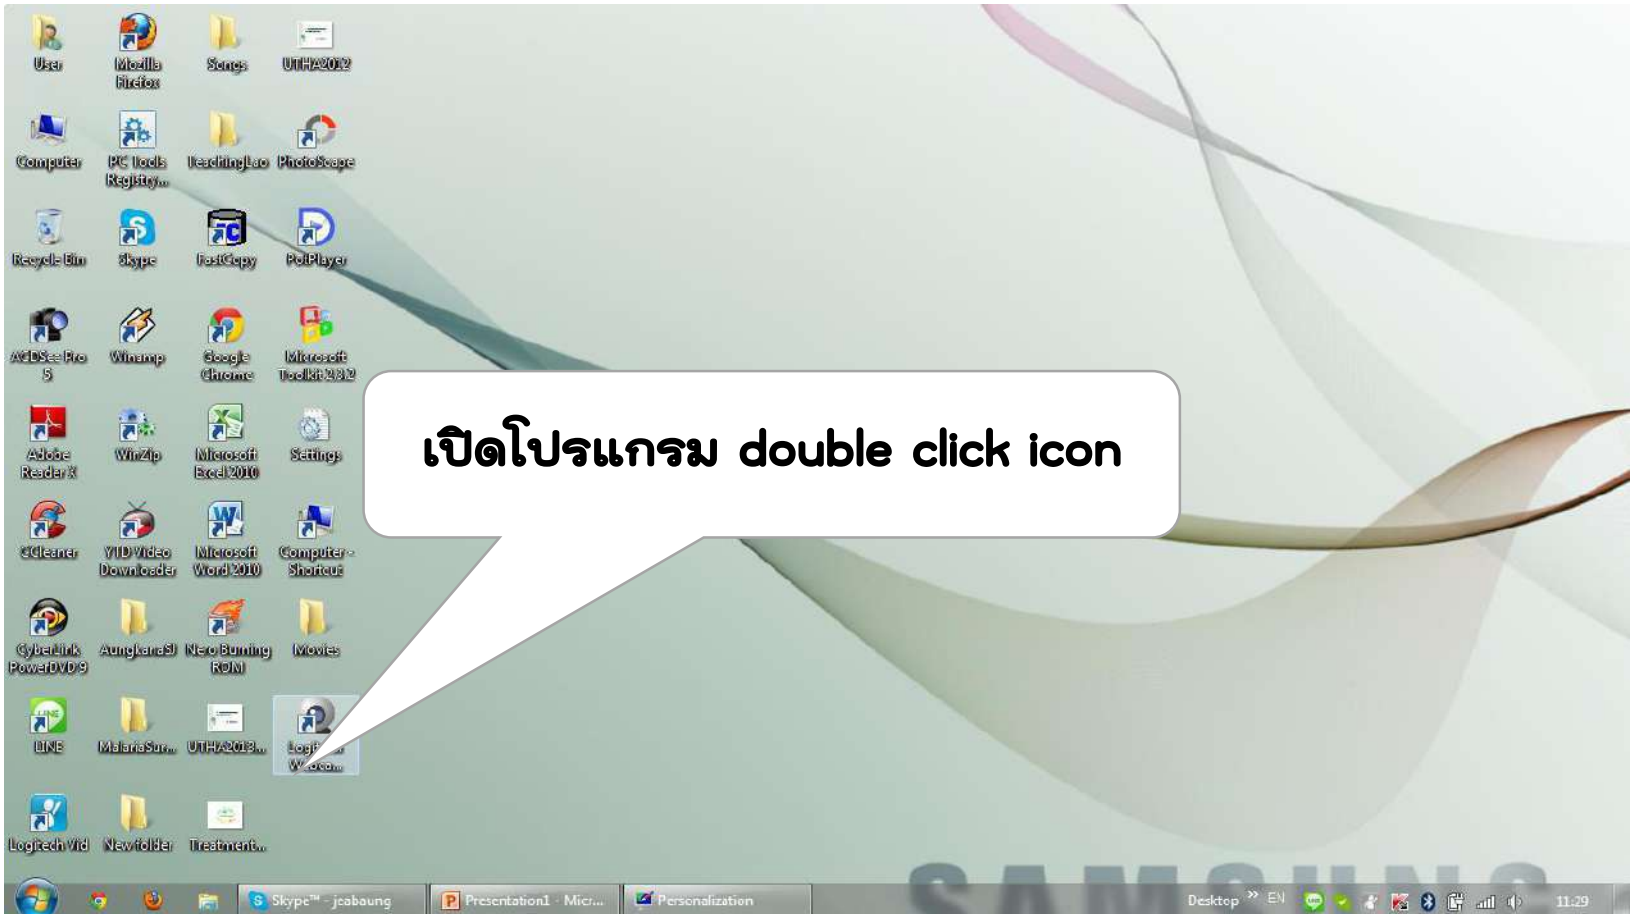 User
Mozilla
Firefox
Songs
UTHA2012
Computer
PC Tools
Registry...
TeachingLao
PhotoScape
Recycle Bin
Skype
FastCopy
PotPlayer
ACDSee Pro
5
Winamp
Google
Chrome
Microsoft
Toolkit 2.3.2
Adobe
Reader X
WinZip
Microsoft
Excel 2010
Settings
เปิดโปรแกรม double click icon
CCleaner
YTD Video
Downloader
Microsoft
Word 2010
Computer -
Shortcut
CyberLink
PowerDVD 9
AungkanaSJ
Nero Burning
ROM
Movies
LINE
MalariaSur...
UTHA2013...
Logitech Vid
New folder
Treatment...
SAMSUNG
Skype™ - jeabaung
Presentation1 - Micr...
Personalization
Desktop
EN
11:29